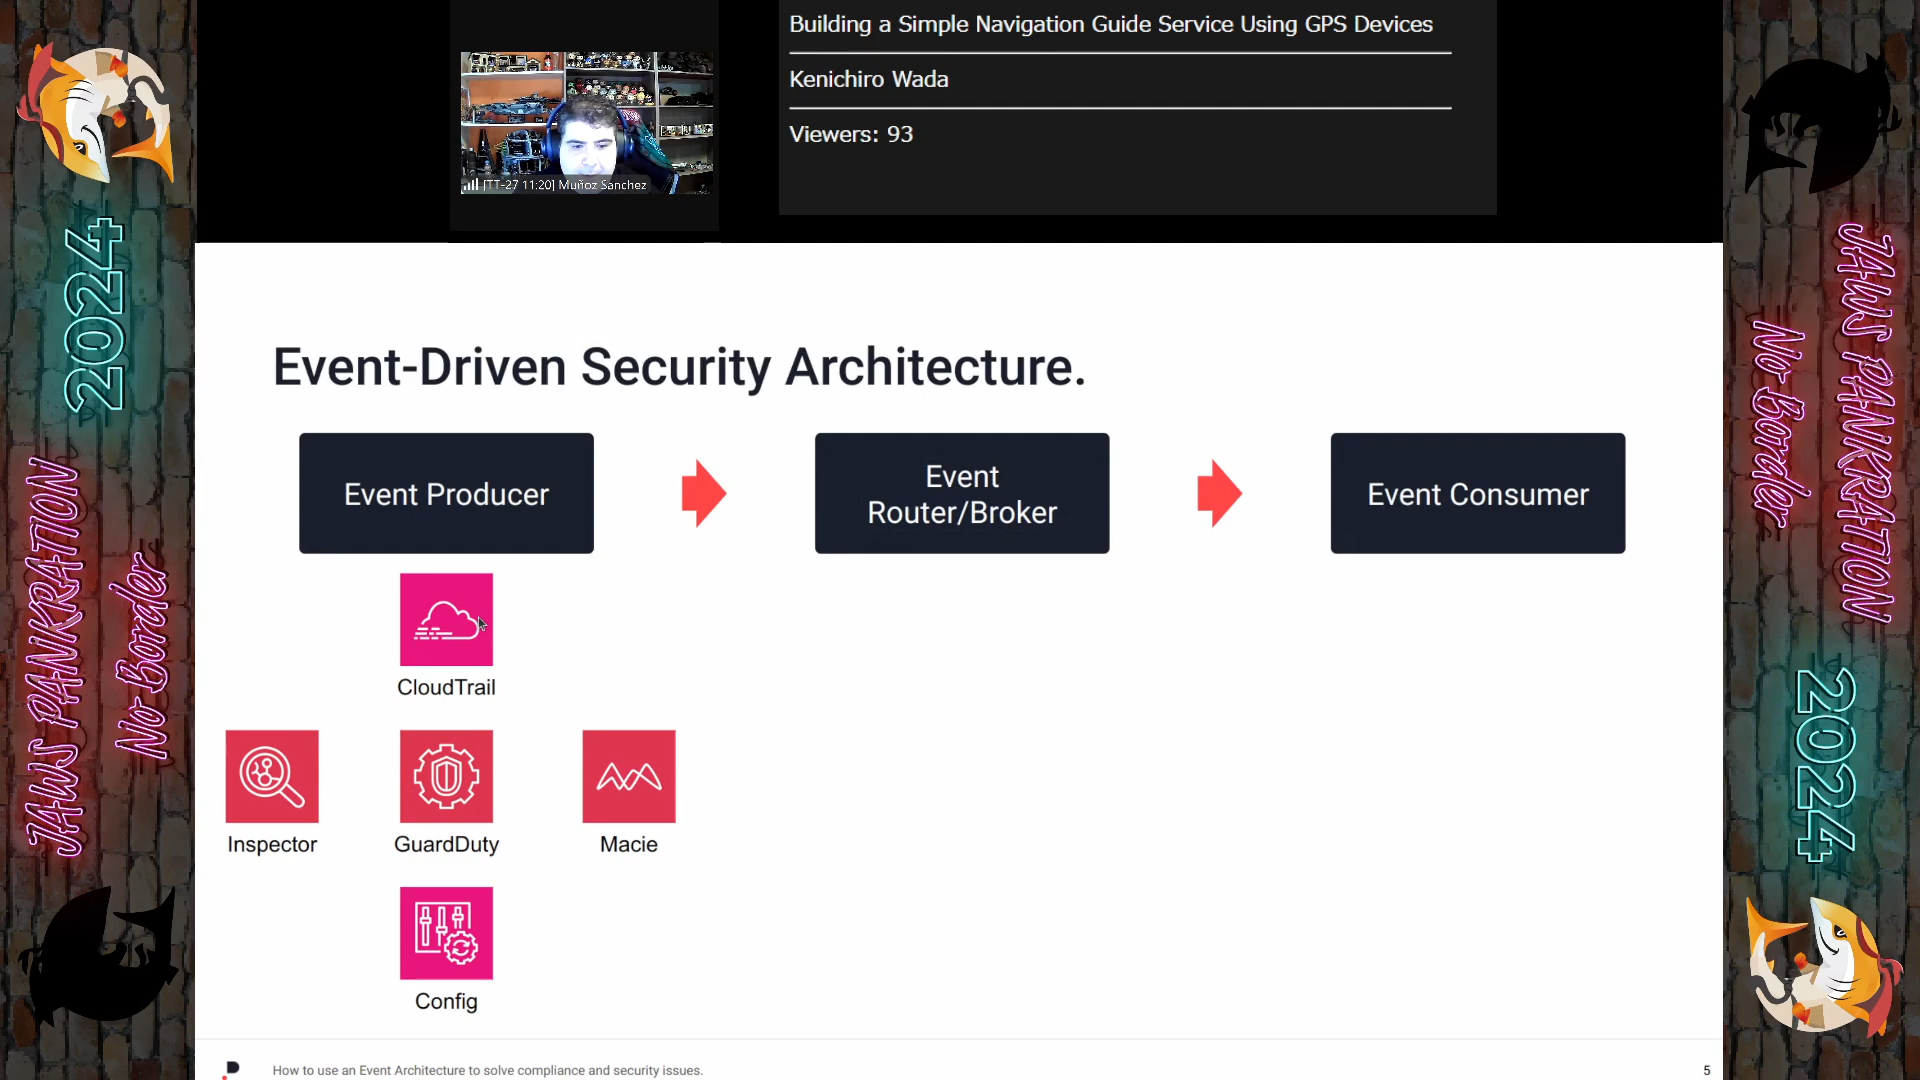 Building a Simple Navigation Guide Service Using GPS Devices
Kenichiro Wada
Viewers: 93
[TT-27 11:20] Muñoz Sanchez
2024
JAWS PANKRATION
No Border
Event-Driven Security Architecture.
Event Producer
Event
Router/Broker
Event Consumer
CloudTrail
Inspector
GuardDuty
Macie
Config
How to use an Event Architecture to solve compliance and security issues.
5
JAWS PANKRATION
No Border
2024